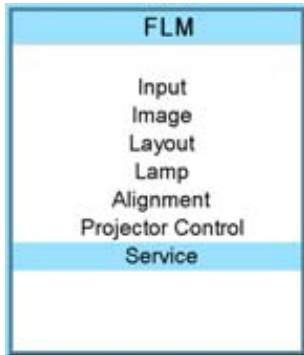 FLM
Input
Image
Layout
Lamp
Alignment
Projector Control
Service